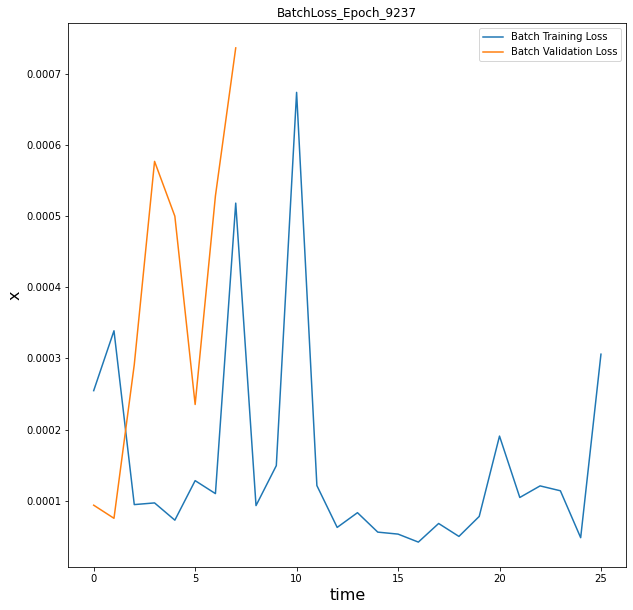 BatchLoss_Epoch_9237
Batch Training Loss
Batch Validation Loss
0.0007
0.0006
0.0005
0.0004
0.0003
0.0002
0.0001
x
0 5 10 15 20 25
time